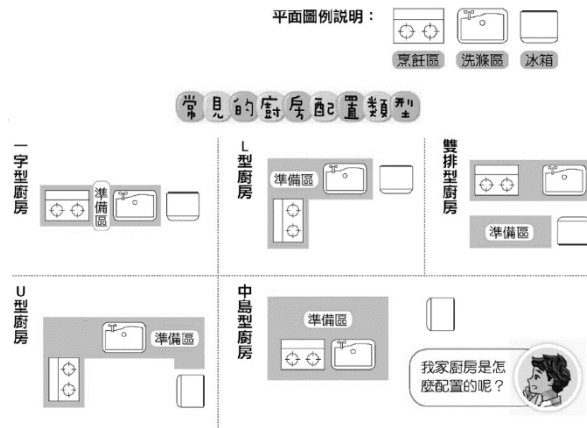 平面圖例說明：
烹飪區 洗滌區 冰箱
常見的廚房配置類型
一字型廚房
準備區
L型廚房
準備區
雙排型廚房
準備區
U型廚房
準備區
中島型廚房
準備區
我家廚房是怎
麼配置的呢？